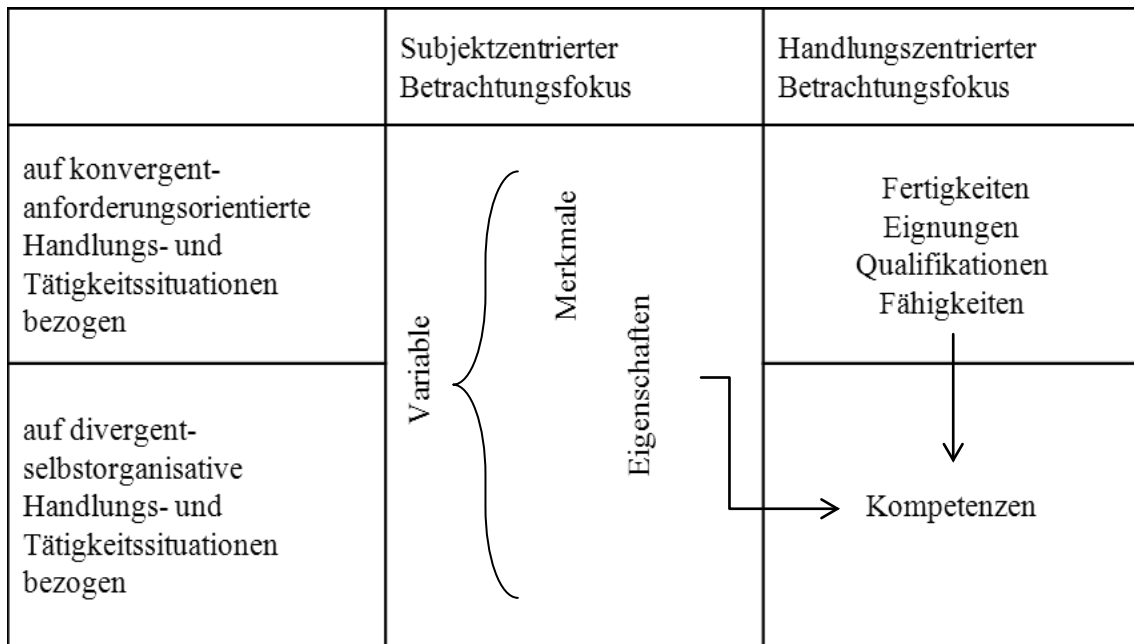 Subjektzentrierter
Betrachtungsfokus
Handlungszentrierter
Betrachtungsfokus
auf konvergent-
anforderungsorientierte
Handlungs- und
Tätigkeitssituationen
bezogen
Variable
Merkmale
Eigenschaften
Fertigkeiten
Eignungen
Qualifikationen
Fähigkeiten
auf divergent-
selbstorganisative
Handlungs- und
Tätigkeitssituationen
bezogen
Kompetenzen